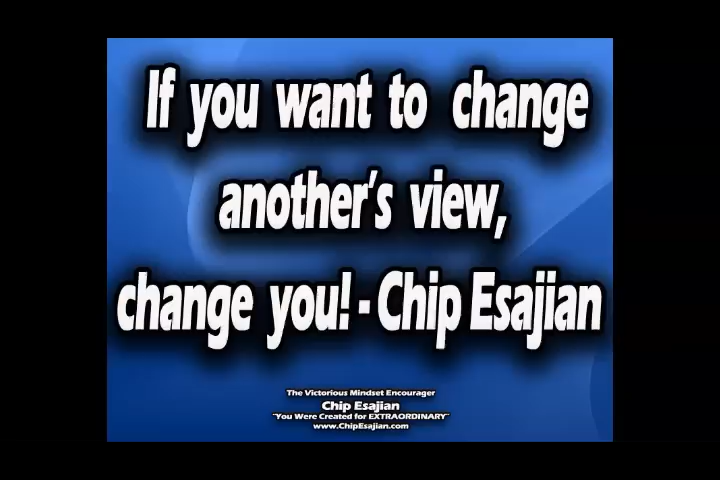 If you want to change
another's view,
change you! - Chip Esajian
The Victorious Mindset Encourager
Chip Esajian
"You Were Created for EXTRAORDINARY"
www.ChipEsajian.com